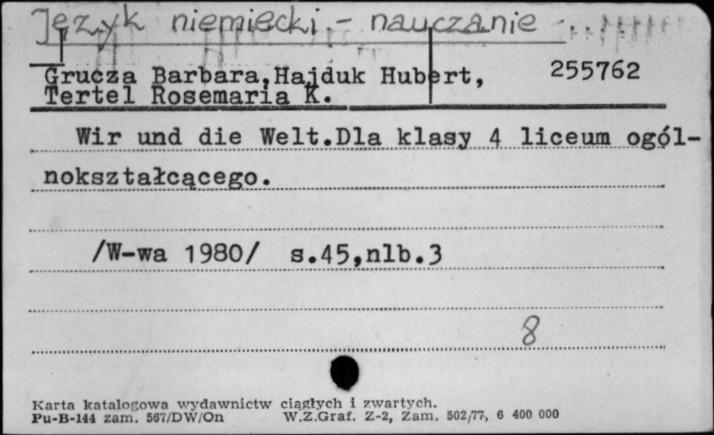 Język niemiecki - nauczanie
Grucza Barbara,Hajduk Hubert, 255762
Tertel Rosemaria K.
Wir und die Welt.Dla klasy 4 liceum ogól-
nokształcącego.
/W-wa 1980/ s.45,nlb.3
8
Karta katalogowa wydawnictw ciągłych i zwartych.
Pu-B-144 zam. 567/DW/On W.Z.Graf. Z-2, Zam. 502/77, 6 400 000